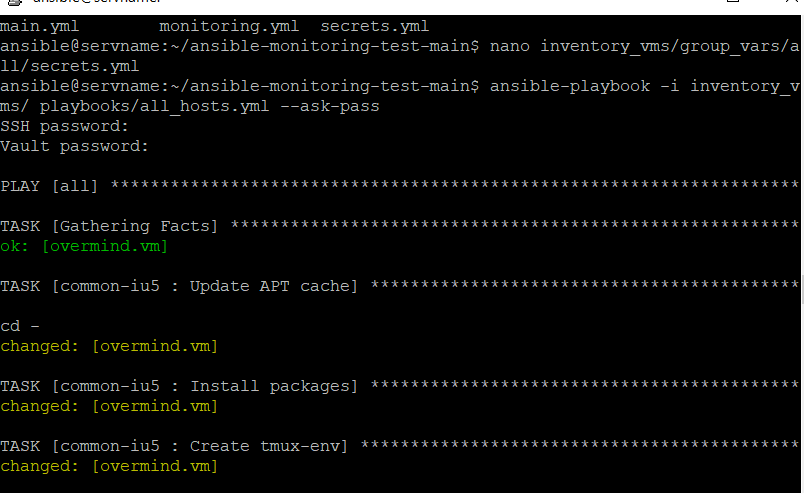 ansible@servname:
main.yml        monitoring.yml  secrets.yml
ansible@servname:~/ansible-monitoring-test-main$ nano inventory_vms/group_vars/a
ll/secrets.yml
ansible@servname:~/ansible-monitoring-test-main$ ansible-playbook -i inventory_v
ms/ playbooks/all_hosts.yml --ask-pass
SSH password:
Vault password:
PLAY [all] *********************************************************************
TASK [Gathering Facts] *********************************************************
ok: [overmind.vm]
TASK [common-iu5 : Update APT cache] *******************************************
cd -
changed: [overmind.vm]
TASK [common-iu5 : Install packages] *******************************************
changed: [overmind.vm]
TASK [common-iu5 : Create tmux-env] ********************************************
changed: [overmind.vm]